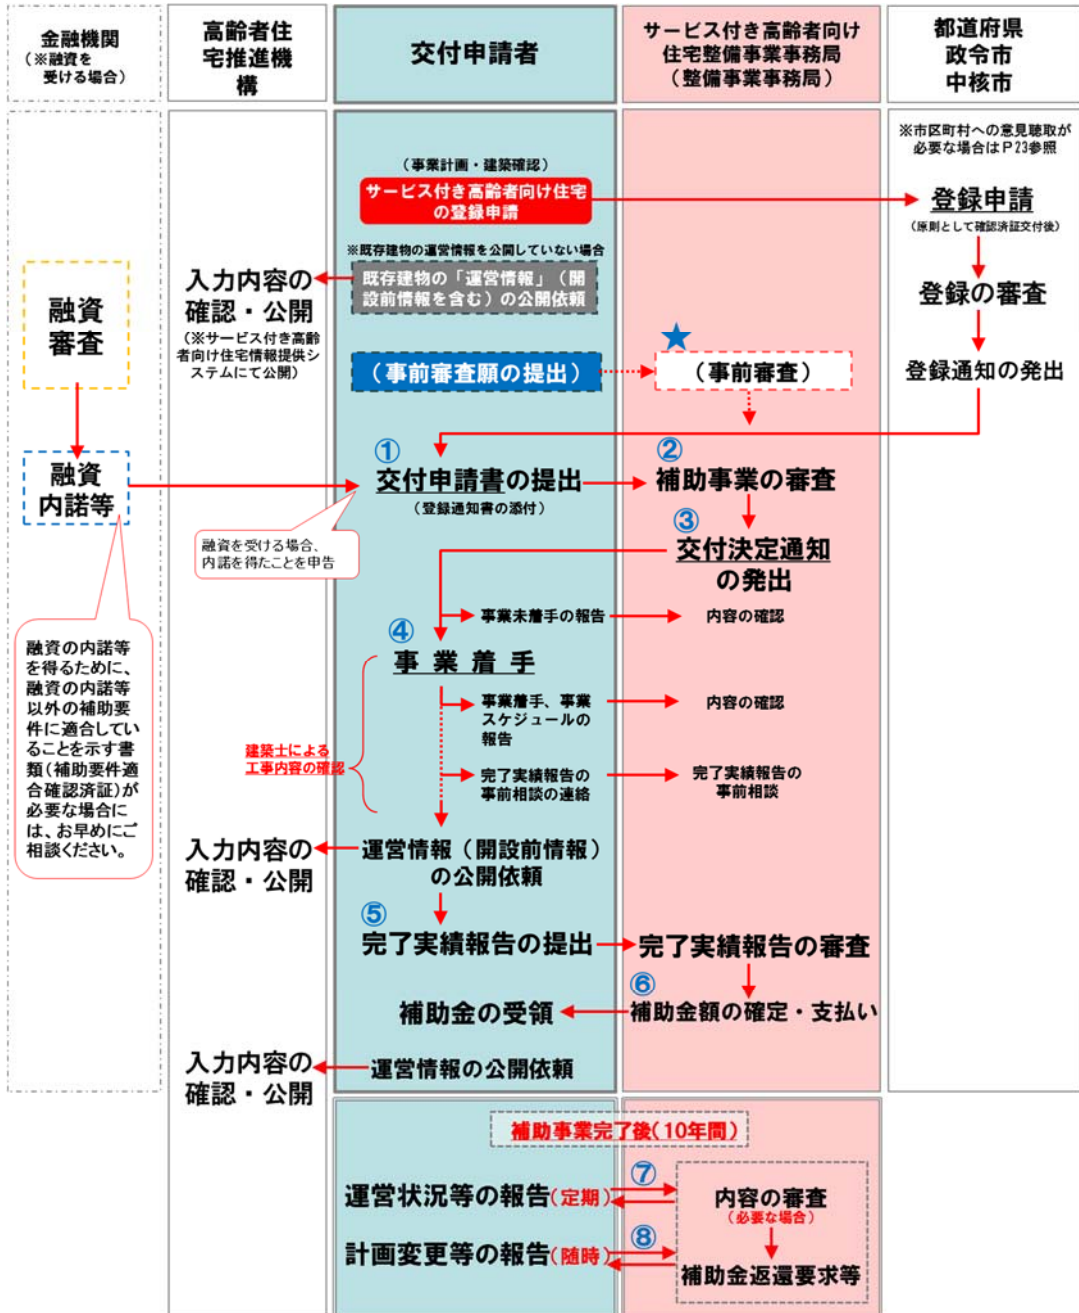 金融機関
(※融資を
受ける場合)
高齢者住
宅推進機
構
交付申請者
サービス付き高齢者向け
住宅整備事業事務局
(整備事業事務局)
都道府県
政令市
中核市
※市区町村への意見聴取が
必要な場合はP23参照
(事業計画・建築確認)
サービス付き高齢者向け住宅
の登録申請
登録申請
(原則として確認済証交付後)
※既存建物の運営情報を公開していない場合
既存建物の「運営情報」(開
設前情報を含む)の公開依頼
入力内容の
確認・公開
(※サービス付き高齢
者向け住宅情報提供シ
ステムにて公開)
登録の審査
融資
審査
★
(事前審査願の提出)
(事前審査)
登録通知の発出
融資
内諾等
①
交付申請書の提出
(登録通知書の添付)
②
補助事業の審査
融資を受ける場合、
内諾を得たことを申告
③
交付決定通知
の発出
事業未着手の報告
内容の確認
④
事業着手
融資の内諾等
を得るために、
融資の内諾等
以外の補助要
件に適合してい
ることを示す書
類(補助要件適
合確認済証)が
必要な場合に
は、お早めにご
相談ください。
事業着手、事業
スケジュールの
報告
内容の確認
建築士による
工事内容の確認
完了実績報告の
事前相談の連絡
完了実績報告の
事前相談
入力内容の
確認・公開
運営情報(開設前情報)
の公開依頼
⑤
完了実績報告の提出
完了実績報告の審査
⑥
補助金の受領
補助金額の確定・支払い
入力内容の
確認・公開
運営情報の公開依頼
補助事業完了後(10年間)
⑦
運営状況等の報告(定期)
内容の審査
(必要な場合)
⑧
計画変更等の報告(随時)
補助金返還要求等